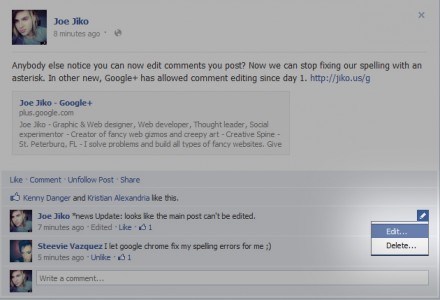 Joe Jiko
8 minutes ago ·
Anybody else notice you can now edit comments you post? Now we can stop fixing our spelling with an
asterisk. In other new, Google+ has allowed comment editing since day 1. http://jiko.us/g
Joe Jiko - Google+
plus.google.com
Joe Jiko - Graphic & Web designer, Web developer, Thought leader, Social
experimentor - Creator of fancy web gizmos and creepy art - Creative Spine -
St. Peterburg, FL - I solve problems and build all types of fancy websites. Give
Like · Comment · Unfollow Post · Share
Kenny Danger and Kristian Alexandria like this.
Joe Jiko *news Update: looks like the main post can't be edited.
7 minutes ago · Edited · Like · 1
Edit...
Delete...
Steevie Vazquez I let google chrome fix my spelling errors for me ;)
5 minutes ago · Unlike · 1
Write a comment...